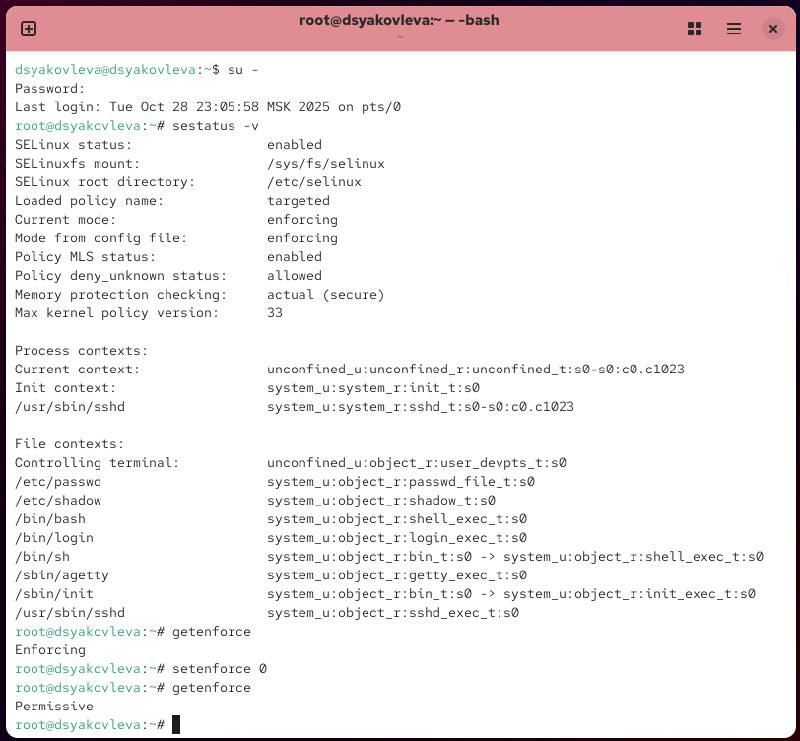 root@dsyakovleva:~ — -bash
~
dsyakovleva@dsyakovleva:~$ su -
Password:
Last login: Tue Oct 28 23:05:58 MSK 2025 on pts/0
root@dsyakovleva:~# sestatus -v
SELinux status:                 enabled
SELinuxfs mount:                /sys/fs/selinux
SELinux root directory:         /etc/selinux
Loaded policy name:             targeted
Current mode:                   enforcing
Mode from config file:          enforcing
Policy MLS status:              enabled
Policy deny_unknown status:     allowed
Memory protection checking:     actual (secure)
Max kernel policy version:      33
Process contexts:
Current context:                unconfined_u:unconfined_r:unconfined_t:s0-s0:c0.c1023
Init context:                   system_u:system_r:init_t:s0
/usr/sbin/sshd                  system_u:system_r:sshd_t:s0-s0:c0.c1023
File contexts:
Controlling terminal:           unconfined_u:object_r:user_devpts_t:s0
/etc/passwd                     system_u:object_r:passwd_file_t:s0
/etc/shadow                     system_u:object_r:shadow_t:s0
/bin/bash                       system_u:object_r:shell_exec_t:s0
/bin/login                      system_u:object_r:login_exec_t:s0
/bin/sh                         system_u:object_r:bin_t:s0 -> system_u:object_r:shell_exec_t:s0
/sbin/agetty                    system_u:object_r:getty_exec_t:s0
/sbin/init                      system_u:object_r:bin_t:s0 -> system_u:object_r:init_exec_t:s0
/usr/sbin/sshd                  system_u:object_r:sshd_exec_t:s0
root@dsyakovleva:~# getenforce
Enforcing
root@dsyakovleva:~# setenforce 0
root@dsyakovleva:~# getenforce
Permissive
root@dsyakovleva:~#